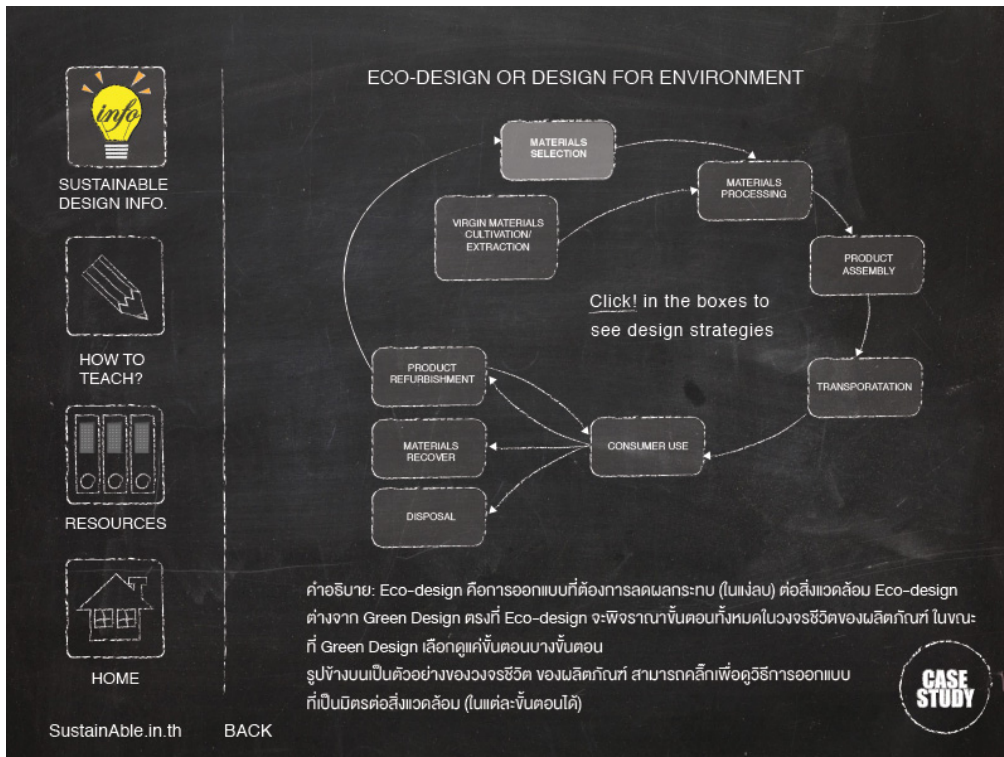 ECO-DESIGN OR DESIGN FOR ENVIRONMENT
info
SUSTAINABLE
DESIGN INFO.
HOW TO
TEACH?
RESOURCES
HOME
MATERIALS
SELECTION
MATERIALS
PROCESSING
VIRGIN MATERIALS
CULTIVATION/
EXTRACTION
PRODUCT
ASSEMBLY
Click! in the boxes to
see design strategies
PRODUCT
REFURBISHMENT
TRANSPORATATION
MATERIALS
RECOVER
CONSUMER USE
DISPOSAL
คำอธิบาย: Eco-design คือการออกแบบที่ต้องการลดผลกระทบ (ในแง่ลบ) ต่อสิ่งแวดล้อม Eco-design
ต่างจาก Green Design ตรงที่ Eco-design จะพิจราณาขั้นตอนทั้งหมดในวงจรชีวิตของผลิตภัณฑ์ ในขณะ
ที่ Green Design เลือกดูแค่ขั้นตอนบางขั้นตอน
รูปข้างบนเป็นตัวอย่างของวงจรชีวิต ของผลิตภัณฑ์ สามารถคลิ๊กเพื่อดูวิธีการออกแบบ
ที่เป็นมิตรต่อสิ่งแวดล้อม (ในแต่ละขั้นตอนได้)
CASE
STUDY
SustainAble.in.th
BACK